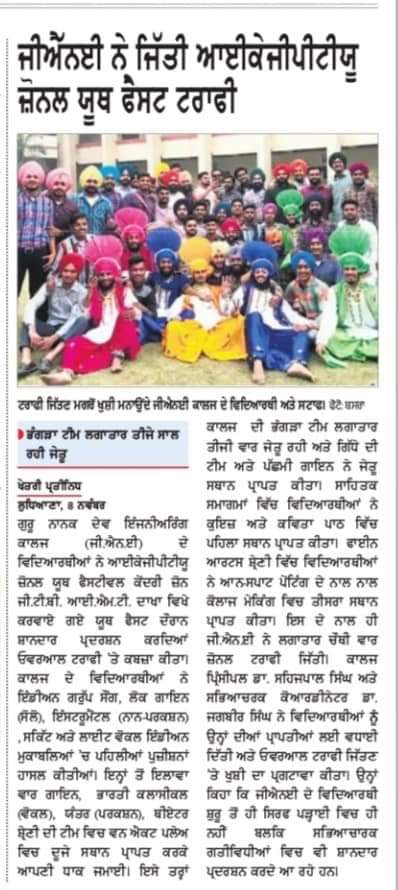 ਜੀਐੱਨਈ ਨੇ ਜਿੱਤੀ ਆਈਕੇਜੀਪੀਟੀਯੂ
ਜ਼ੋਨਲ ਯੂਥ ਫੈਸਟ ਟਰਾਫੀ
ਟਰਾਫੀ ਜਿੱਤਣ ਮਗਰੋਂ ਖੁਸ਼ੀ ਮਨਾਉਂਦੇ ਜੀਐਨਈ ਕਾਲਜ ਦੇ ਵਿਦਿਆਰਥੀ ਅਤੇ ਸਟਾਫ। ਫੋਟੋ: ਬਸਰਾ
ਭੰਗੜਾ ਟੀਮ ਲਗਾਤਾਰ ਤੀਜੇ ਸਾਲ
ਰਹੀ ਜੇਤੂ
ਖੇਤਰੀ ਪ੍ਰਤੀਨਿਧ
ਲੁਧਿਆਣਾ, 8 ਨਵੰਬਰ
ਗੁਰੂ ਨਾਨਕ ਦੇਵ ਇੰਜਨੀਅਰਿੰਗ
ਕਾਲਜ (ਜੀ.ਐਨ.ਈ) ਦੇ
ਵਿਦਿਆਰਥੀਆਂ ਨੇ ਆਈਕੇਜੀਪੀਟੀਯੂ
ਜ਼ੋਨਲ ਯੂਥ ਫੈਸਟੀਵਲ ਕੇਂਦਰੀ ਜ਼ੋਨ
ਜੀ.ਟੀ.ਬੀ. ਆਈ.ਐਮ.ਟੀ. ਦਾਖਾ ਵਿਖੇ
ਕਰਵਾਏ ਗਏ ਯੂਥ ਫੈਸਟ ਦੌਰਾਨ
ਸ਼ਾਨਦਾਰ ਪ੍ਰਦਰਸ਼ਨ ਕਰਦਿਆਂ
ਓਵਰਆਲ ਟਰਾਫੀ 'ਤੇ ਕਬਜ਼ਾ ਕੀਤਾ।
ਕਾਲਜ ਦੇ ਵਿਦਿਆਰਥੀਆਂ ਨੇ
ਇੰਡੀਅਨ ਗਰੁੱਪ ਸੌਂਗ, ਲੋਕ ਗਾਇਨ
(ਸੋਲੋ), ਇੰਸਟਰੂਮੈਂਟਲ (ਨਾਨ-ਪਰਕਸ਼ਨ)
,ਸਕਿੱਟ ਅਤੇ ਲਾਈਟ ਵੋਕਲ ਇੰਡੀਅਨ
ਮੁਕਾਬਲਿਆਂ 'ਚ ਪਹਿਲੀਆਂ ਪੁਜ਼ੀਸ਼ਨਾਂ
ਹਾਸਲ ਕੀਤੀਆਂ। ਇਨ੍ਹਾਂ ਤੋਂ ਇਲਾਵਾ
ਵਾਰ ਗਾਇਨ, ਭਾਰਤੀ ਕਲਾਸੀਕਲ
(ਵੋਕਲ), ਯੰਤਰ (ਪਰਕਸ਼ਨ), ਥੀਏਟਰ
ਸ਼੍ਰੇਣੀ ਦੀ ਟੀਮ ਵਿਚ ਵਨ ਐਕਟ ਪਲੇਅ
ਵਿਚ ਦੂਜੇ ਸਥਾਨ ਪ੍ਰਾਪਤ ਕਰਕੇ
ਆਪਣੀ ਧਾਕ ਜਮਾਈ। ਇਸੇ ਤਰ੍ਹਾਂ
ਕਾਲਜ ਦੀ ਭੰਗੜਾ ਟੀਮ ਲਗਾਤਾਰ
ਤੀਜੀ ਵਾਰ ਜੇਤੂ ਰਹੀ ਅਤੇ ਗਿੱਧੇ ਦੀ
ਟੀਮ ਅਤੇ ਪੱਛਮੀ ਗਾਇਨ ਨੇ ਜੇਤੂ
ਸਥਾਨ ਪ੍ਰਾਪਤ ਕੀਤਾ। ਸਾਹਿਤਕ
ਸਮਾਗਮਾਂ ਵਿੱਚ ਵਿਦਿਆਰਥੀਆਂ ਨੇ
ਕੁਇਜ਼ ਅਤੇ ਕਵਿਤਾ ਪਾਠ ਵਿੱਚ
ਪਹਿਲਾ ਸਥਾਨ ਪ੍ਰਾਪਤ ਕੀਤਾ। ਫਾਈਨ
ਆਰਟਸ ਸ਼੍ਰੇਣੀ ਵਿੱਚ ਵਿਦਿਆਰਥੀਆਂ
ਨੇ ਆਨ-ਸਪਾਟ ਪੇਂਟਿੰਗ ਦੇ ਨਾਲ ਨਾਲ
ਕੋਲਾਜ ਮੇਕਿੰਗ ਵਿਚ ਤੀਸਰਾ ਸਥਾਨ
ਪ੍ਰਾਪਤ ਕੀਤਾ। ਇਸ ਦੇ ਨਾਲ ਹੀ
ਜੀ.ਐਨ.ਈ ਨੇ ਲਗਾਤਾਰ ਚੌਥੀ ਵਾਰ
ਜ਼ੋਨਲ ਟਰਾਫੀ ਜਿੱਤੀ। ਕਾਲਜ
ਪ੍ਰਿੰਸੀਪਲ ਡਾ. ਸਹਿਜਪਾਲ ਸਿੰਘ ਅਤੇ
ਸਭਿਆਚਾਰਕ ਕੋਆਰਡੀਨੇਟਰ ਡਾ.
ਜਗਬੀਰ ਸਿੰਘ ਨੇ ਵਿਦਿਆਰਥੀਆਂ ਨੂੰ
ਉਨ੍ਹਾਂ ਦੀਆਂ ਪ੍ਰਾਪਤੀਆਂ ਲਈ ਵਧਾਈ
ਦਿੱਤੀ ਅਤੇ ਓਵਰਆਲ ਟਰਾਫੀ ਜਿੱਤਣ
'ਤੇ ਖੁਸ਼ੀ ਦਾ ਪ੍ਰਗਟਾਵਾ ਕੀਤਾ। ਉਨ੍ਹਾਂ
ਕਿਹਾ ਕਿ ਜੀਐਨਈ ਦੇ ਵਿਦਿਆਰਥੀ
ਸ਼ੁਰੂ ਤੋਂ ਹੀ ਸਿਰਫ ਪੜ੍ਹਾਈ ਵਿਚ ਹੀ
ਨਹੀਂ ਬਲਕਿ ਸਭਿਆਚਾਰਕ
ਗਤੀਵਿਧੀਆਂ ਵਿਚ ਵੀ ਸ਼ਾਨਦਾਰ
ਪ੍ਰਦਰਸ਼ਨ ਕਰਦੇ ਆ ਰਹੇ ਹਨ।